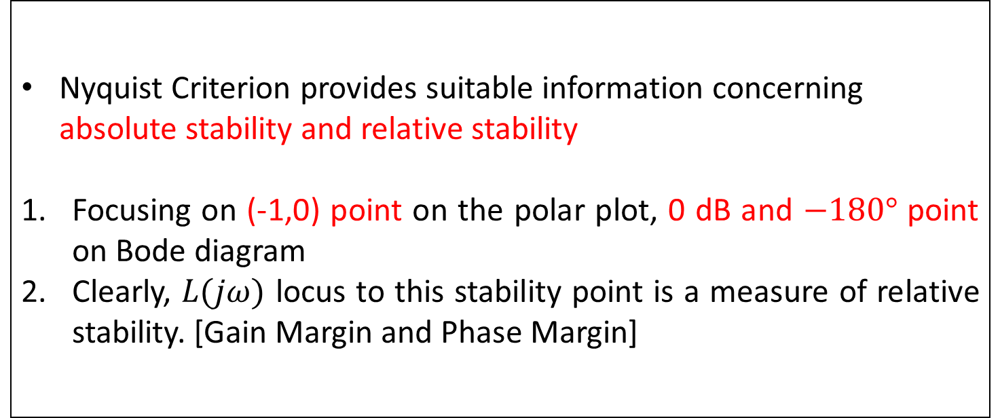 • Nyquist Criterion provides suitable information concerning
absolute stability and relative stability
1. Focusing on (-1,0) point on the polar plot, 0 dB and −180° point
on Bode diagram
2. Clearly, 𝐿(𝑗𝜔) locus to this stability point is a measure of relative
stability. [Gain Margin and Phase Margin]